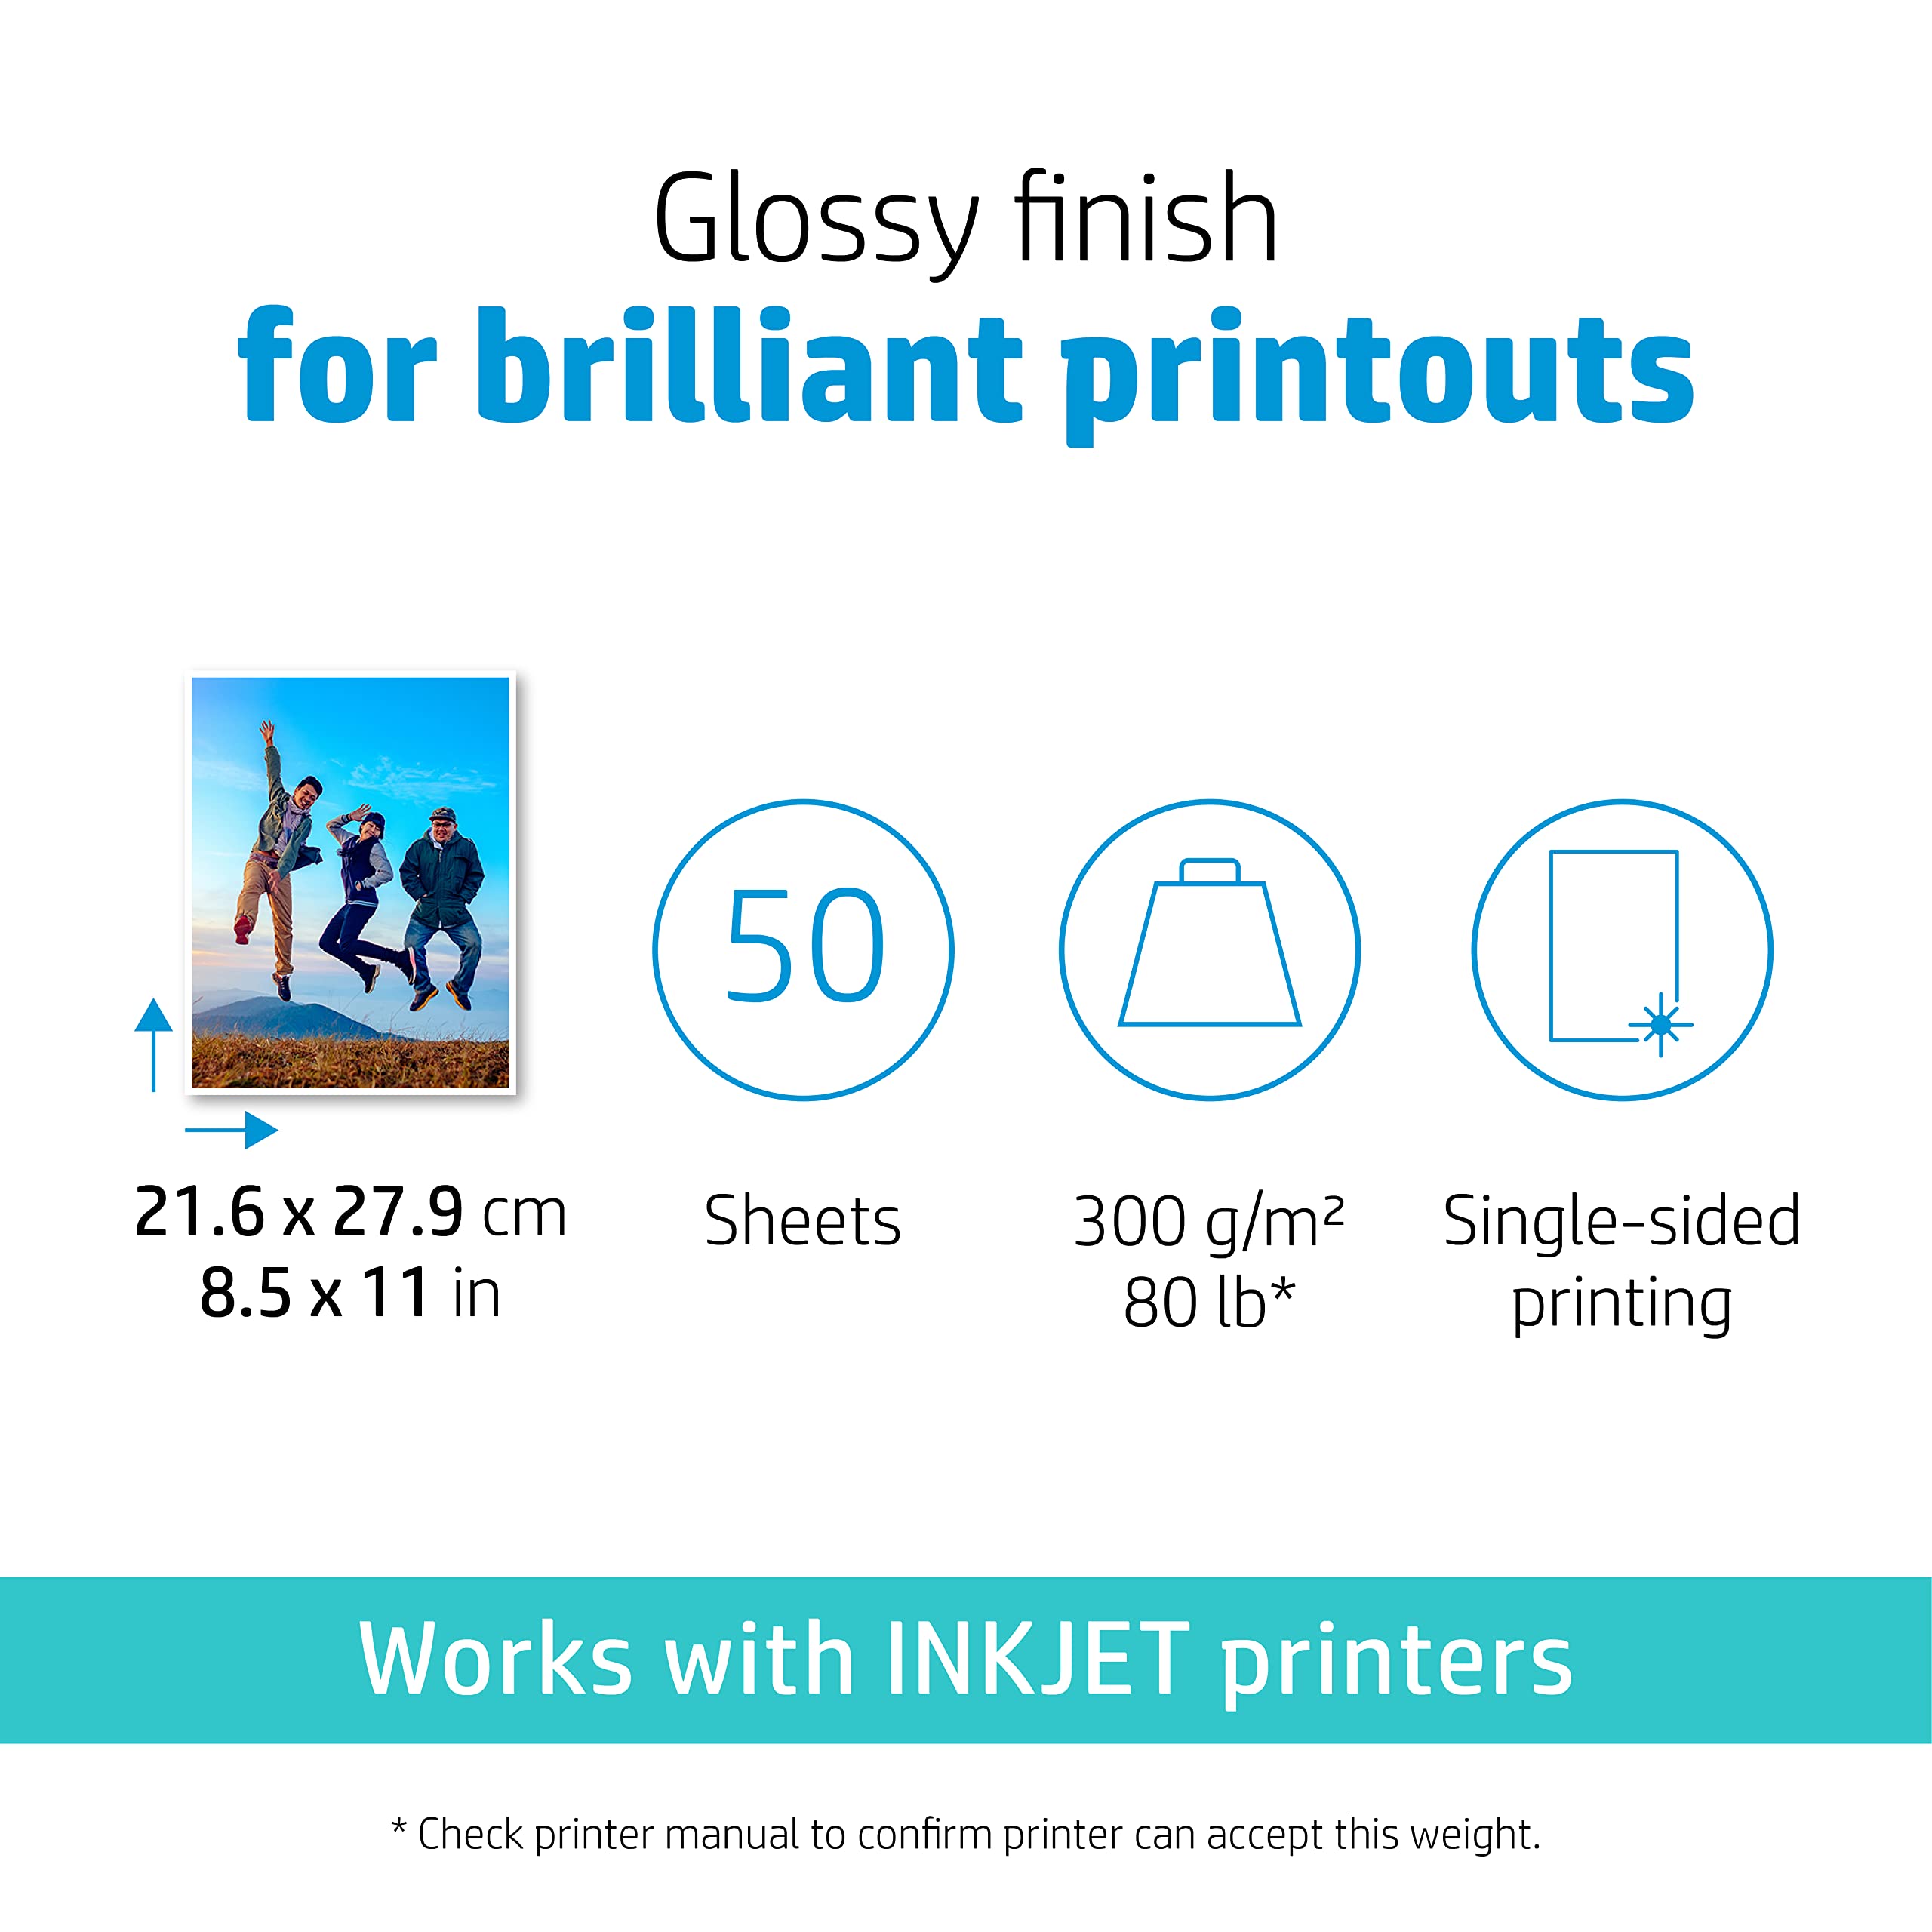 Glossy finish
for brilliant printouts
50
21.6 x 27.9 cm
8.5 x 11 in
Sheets
300 g/m²
80 lb*
Single-sided
printing
Works with INKJET printers
* Check printer manual to confirm printer can accept this weight.